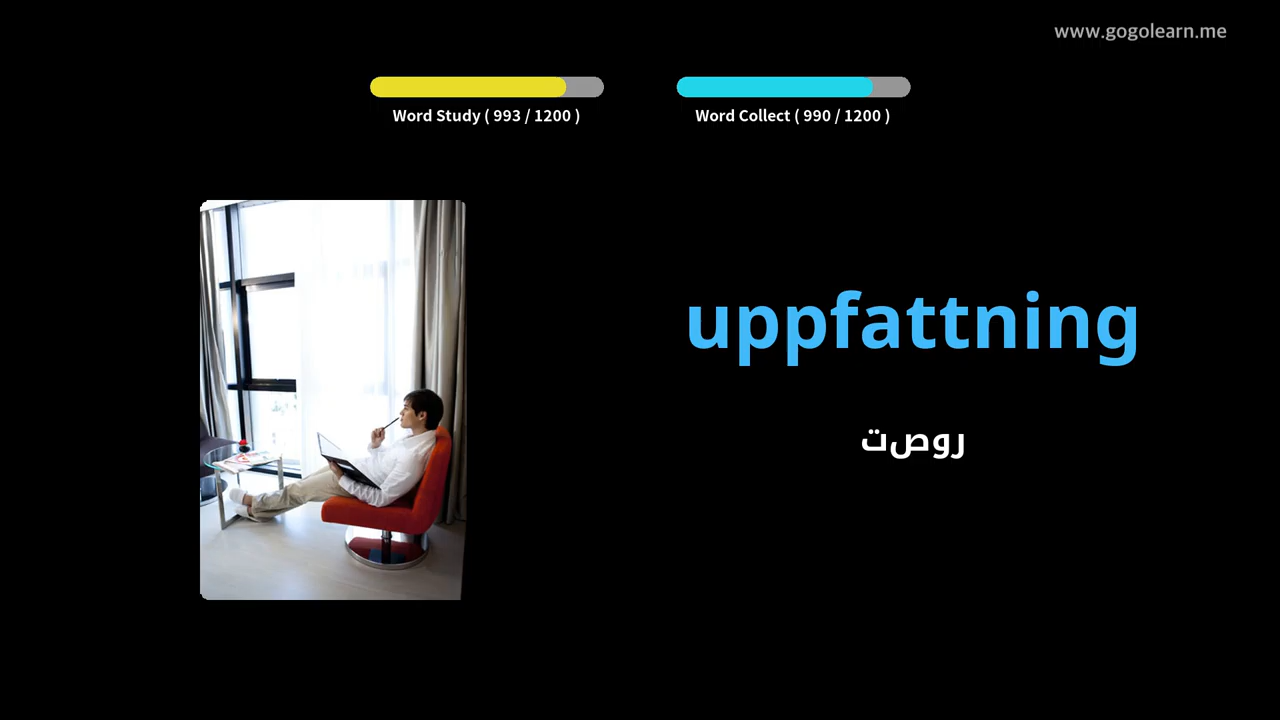 www.gogolearn.me
Word Study ( 993 / 1200 )
Word Collect ( 990 / 1200 )
uppfattning
روصت